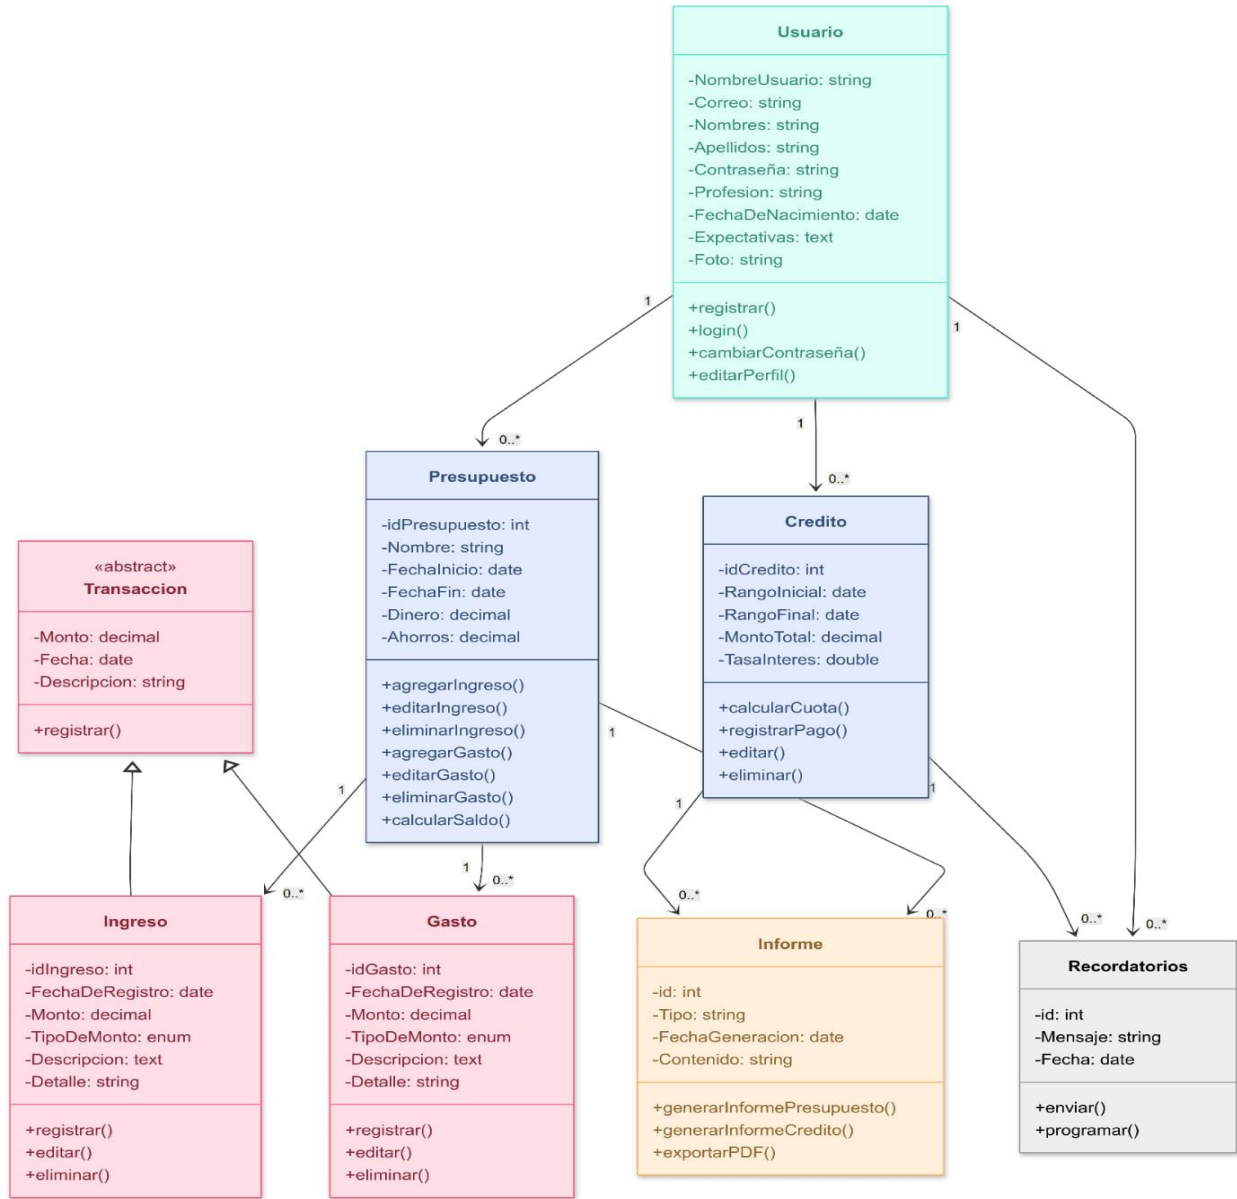 Usuario
-NombreUsuario: string
-Correo: string
-Nombres: string
-Apellidos: string
-Contraseña: string
-Profesion: string
-FechaDeNacimiento: date
-Expectativas: text
-Foto: string
+registrar()
+login()
+cambiarContraseña()
+editarPerfil()
1
1
1
0..*
0..*
Presupuesto
-idPresupuesto: int
-Nombre: string
-FechaInicio: date
-FechaFin: date
-Dinero: decimal
-Ahorros: decimal
+agregarIngreso()
+editarIngreso()
+eliminarIngreso()
+agregarGasto()
+editarGasto()
+eliminarGasto()
+calcularSaldo()
Credito
-idCredito: int
-RangoInicial: date
-RangoFinal: date
-MontoTotal: decimal
-TasaInteres: double
+calcularCuota()
+registrarPago()
+editar()
+eliminar()
«abstract»
Transaccion
-Monto: decimal
-Fecha: date
-Descripcion: string
+registrar()
1
1
1
1
1
0..*
0..*
0..*
0..*
0..*
0..*
Ingreso
-idIngreso: int
-FechaDeRegistro: date
-Monto: decimal
-TipoDeMonto: enum
-Descripcion: text
-Detalle: string
+registrar()
+editar()
+eliminar()
Gasto
-idGasto: int
-FechaDeRegistro: date
-Monto: decimal
-TipoDeMonto: enum
-Descripcion: text
-Detalle: string
+registrar()
+editar()
+eliminar()
Informe
-id: int
-Tipo: string
-FechaGeneracion: date
-Contenido: string
+generarInformePresupuesto()
+generarInformeCredito()
+exportarPDF()
Recordatorios
-id: int
-Mensaje: string
-Fecha: date
+enviar()
+programar()